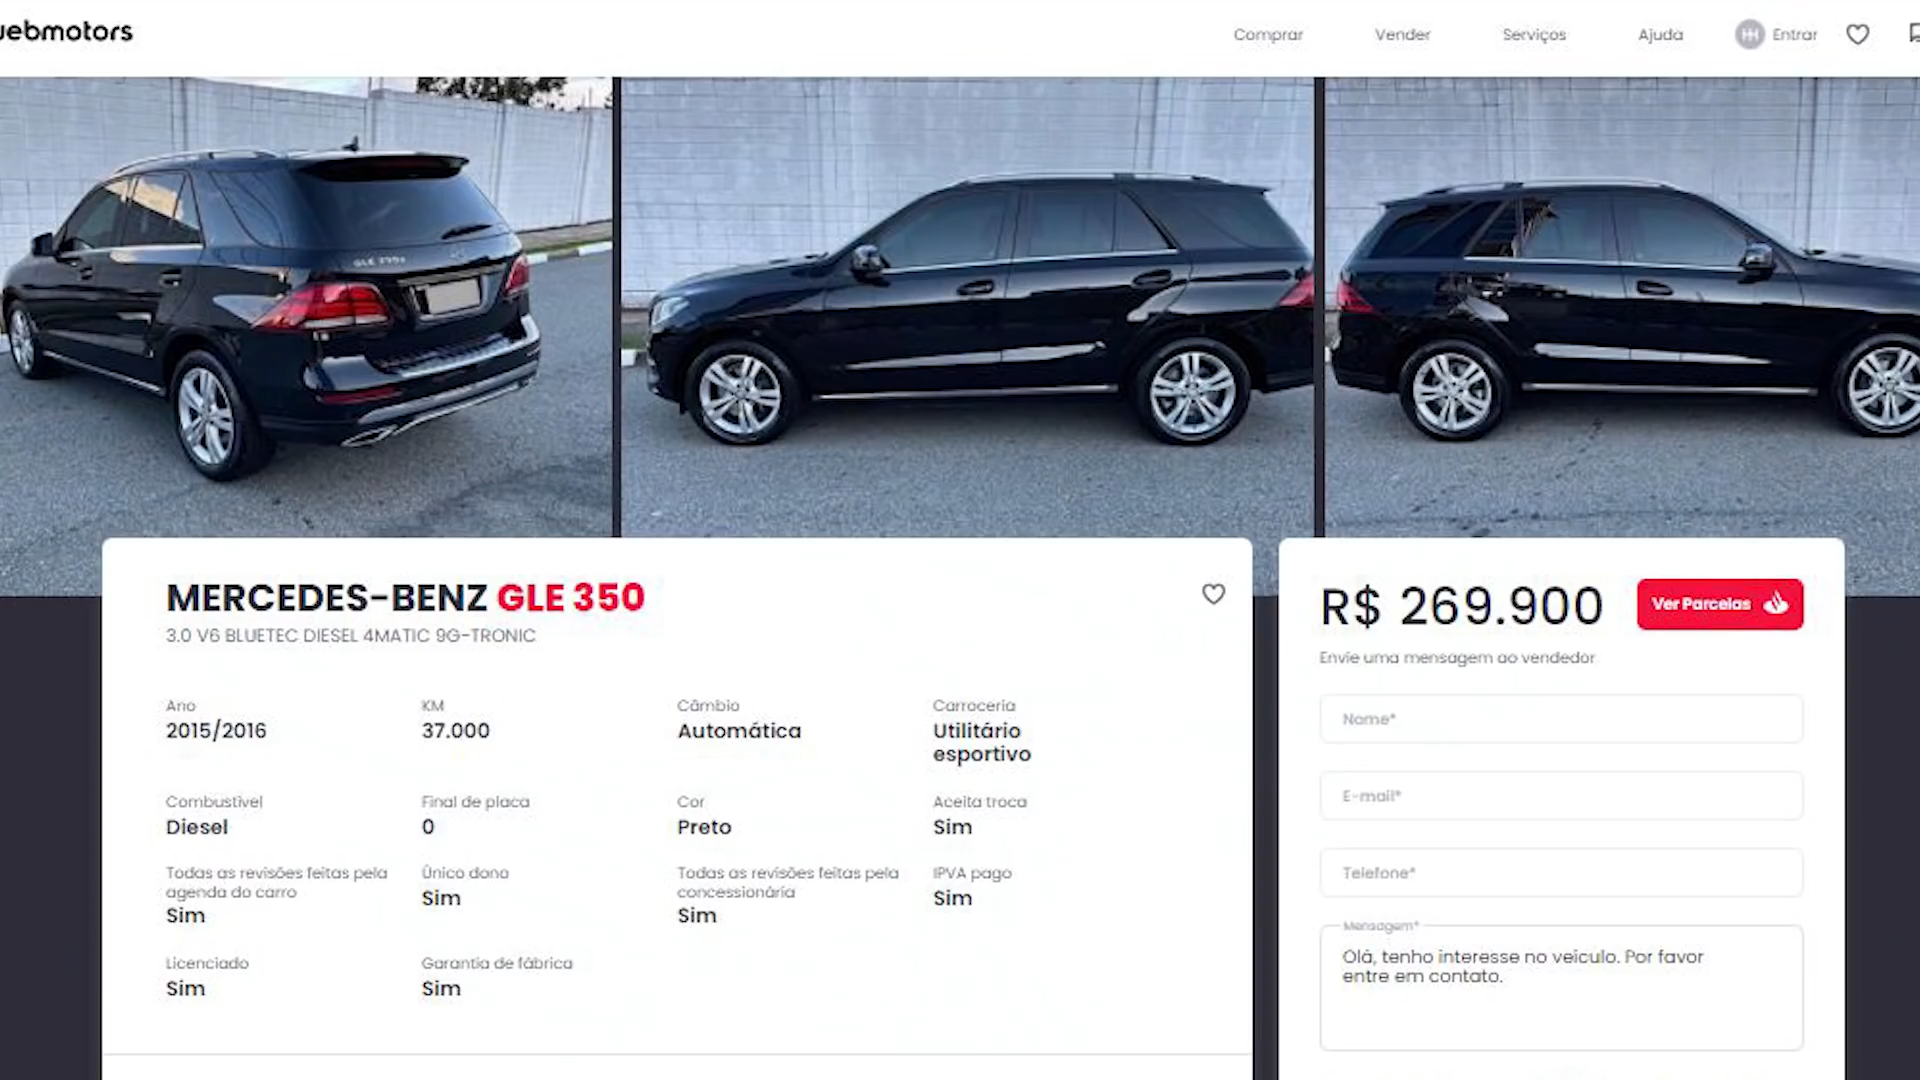 webmotors
Comprar
Vender
Serviços
Ajuda
Entrar
MERCEDES-BENZ GLE 350
3.0 V6 BLUETEC DIESEL 4MATIC 9G-TRONIC
Ano
2015/2016
KM
37.000
Câmbio
Automática
Carroceria
Utilitário
esportivo
Combustível
Diesel
Final de placa
0
Cor
Preto
Aceita troca
Sim
Todas as revisões feitas pela
agenda do carro
Sim
Único dono
Sim
Todas as revisões feitas pela
concessionária
Sim
IPVA pago
Sim
Licenciado
Sim
Garantia de fábrica
Sim
R$ 269.900
Ver Parcelas
Envie uma mensagem ao vendedor
Nome*
E-mail*
Telefone*
Mensagem*
Olá, tenho interesse no veículo. Por favor
entre em contato.